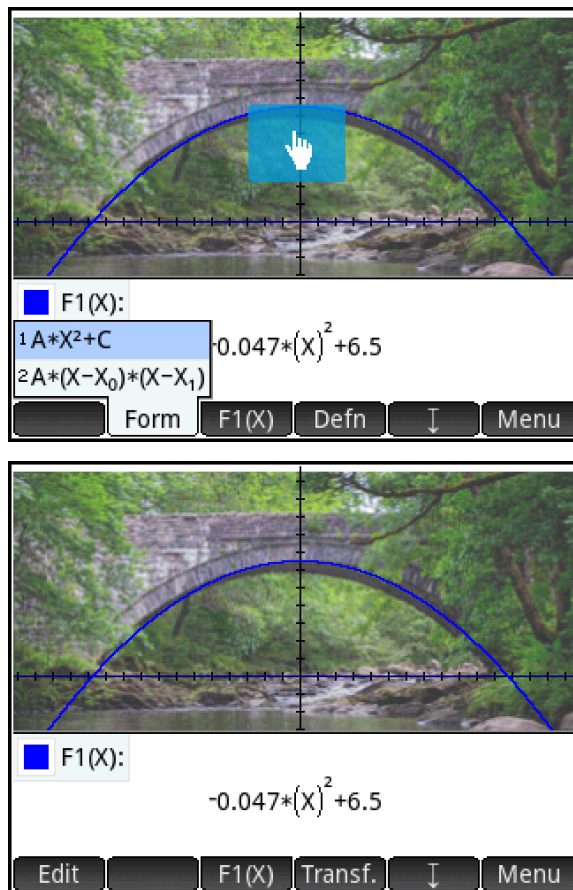 F1(X):
1 A*X²+C
-0.047*(X)²+6.5
2 A*(X-X₀)*(X-X₁)
Form F1(X) Defn ↧ Menu
F1(X):
-0.047*(X)²+6.5
Edit F1(X) Transf. ↧ Menu